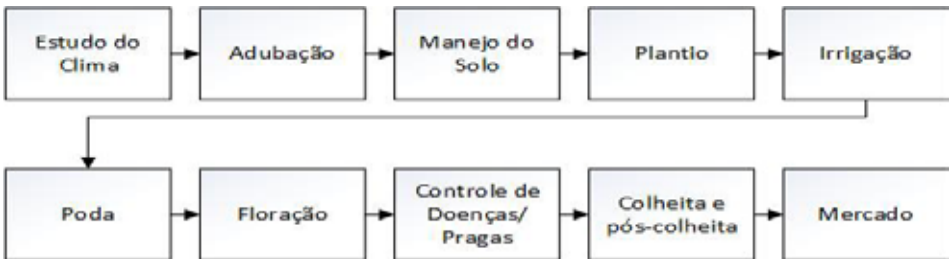 Estudo do
Clima
Adubação
Manejo do
Solo
Plantio
Irrigação
Poda
Floração
Controle de
Doenças/
Pragas
Colheita e
pós-colheita
Mercado